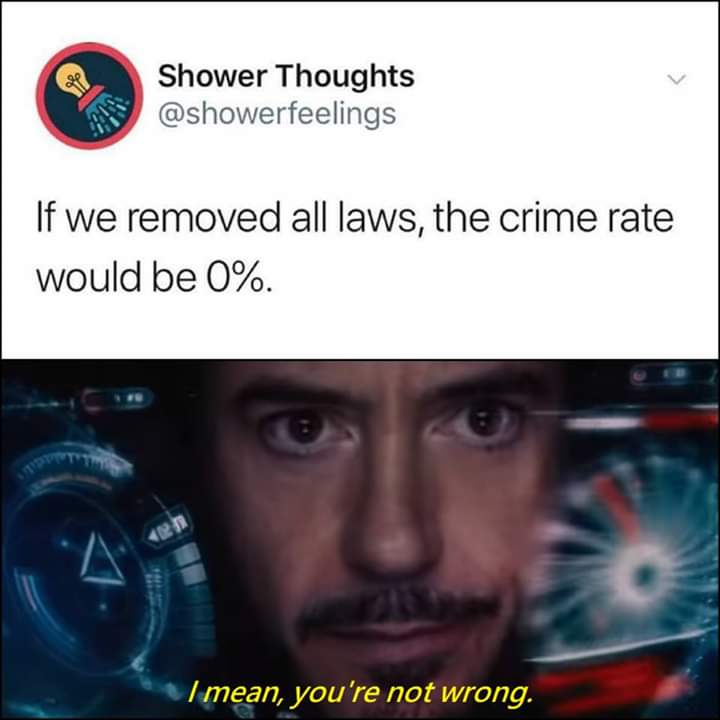 Shower Thoughts
@showerfeelings
If we removed all laws, the crime rate
would be 0%.
I mean, you're not wrong.